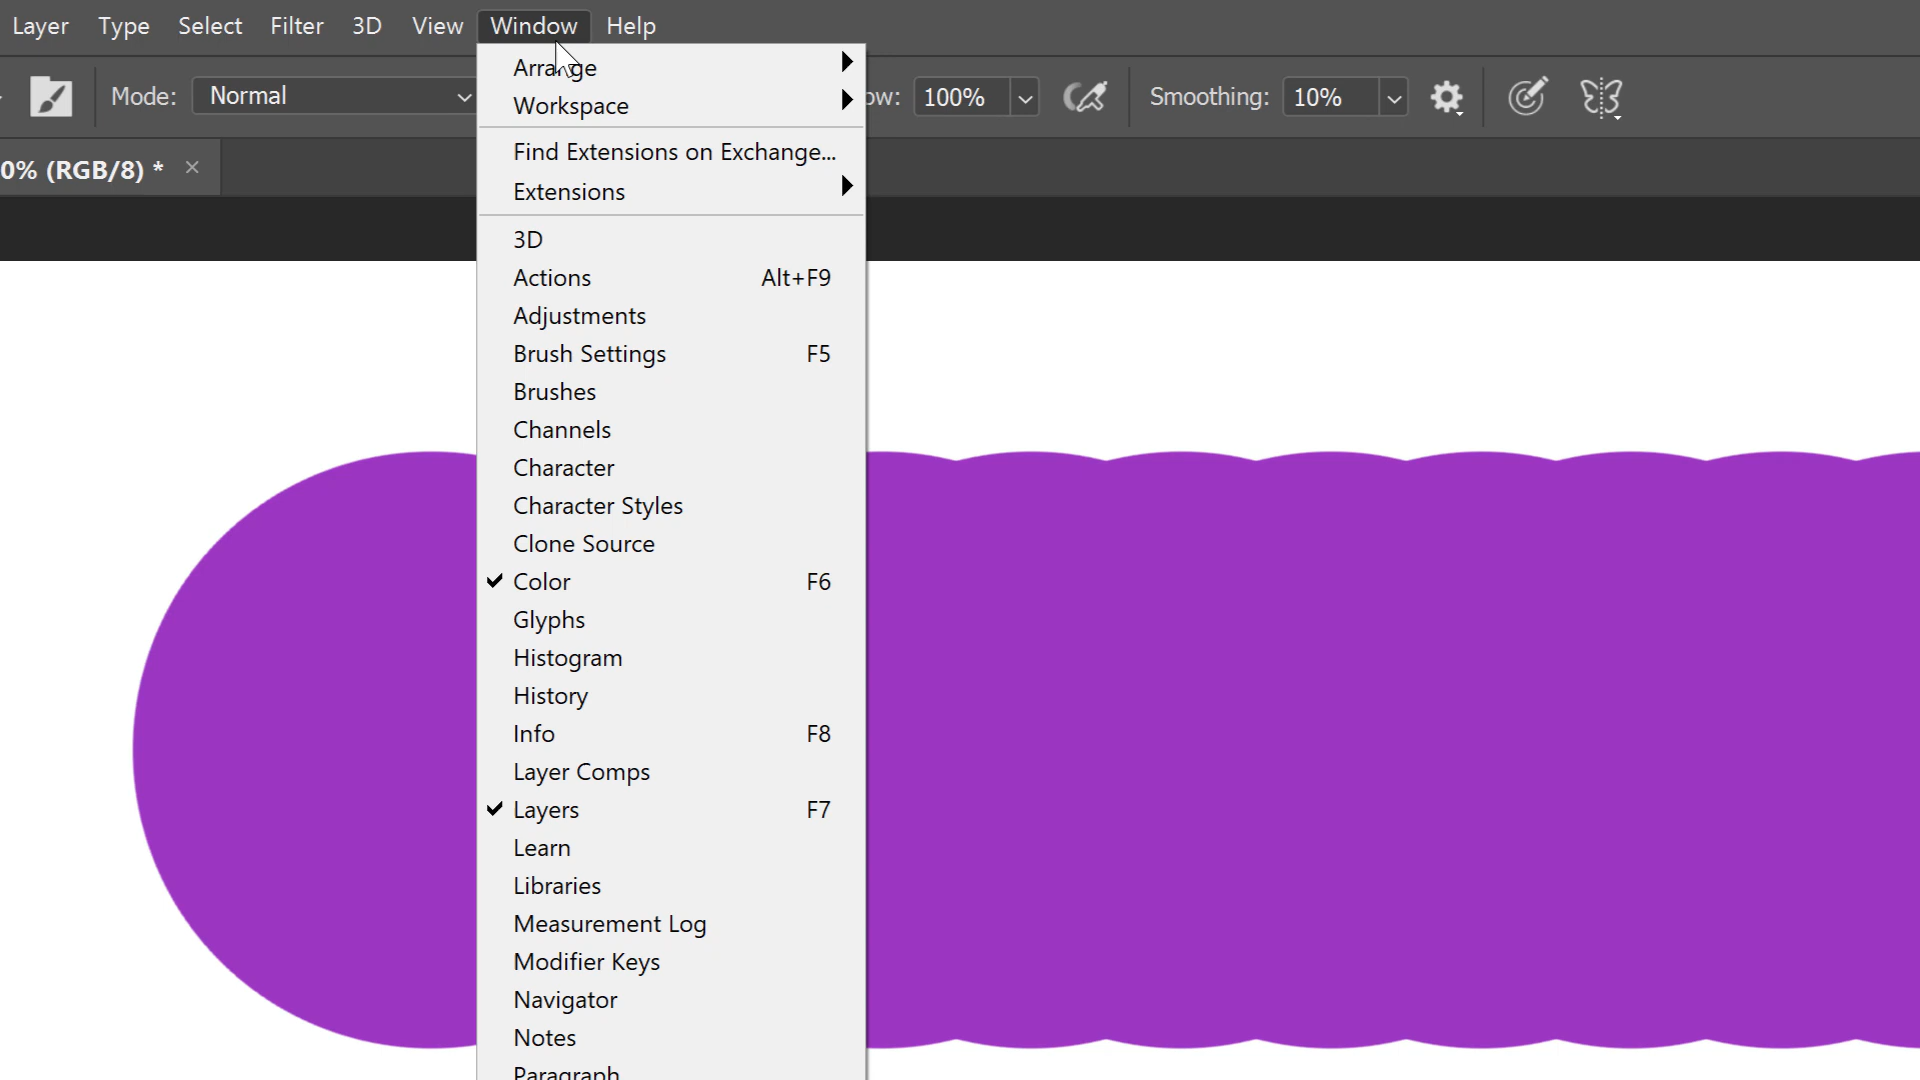 Layer Type Select Filter 3D View Window Help
Mode: Normal ow: 100% Smoothing: 10%
0% (RGB/8) * ×
Arrange
Workspace
Find Extensions on Exchange...
Extensions
3D
Actions Alt+F9
Adjustments
Brush Settings F5
Brushes
Channels
Character
Character Styles
Clone Source
Color F6
Glyphs
Histogram
History
Info F8
Layer Comps
Layers F7
Learn
Libraries
Measurement Log
Modifier Keys
Navigator
Notes
Paragraph